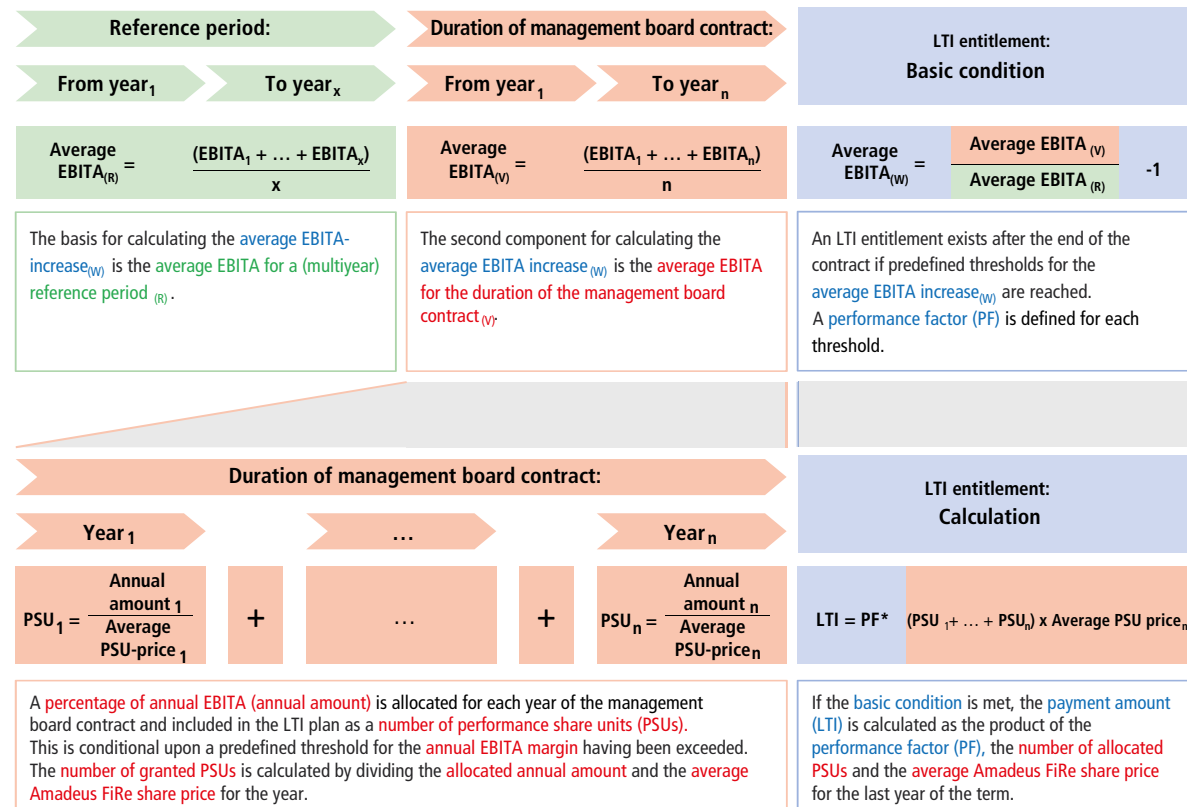 Reference period:
From year1
To yearx
Average
EBITA(R) =
(EBITA1 + … + EBITAx)
x
The basis for calculating the average EBITA-
increase(W) is the average EBITA for a (multiyear)
reference period (R) .
Duration of management board contract:
From year1
To yearn
Average
EBITA(V) =
(EBITA1 + … + EBITAn)
n
The second component for calculating the
average EBITA increase(W) is the average EBITA
for the duration of the management board
contract(V).
LTI entitlement:
Basic condition
Average
EBITA(W) =
Average EBITA (V)
Average EBITA (R)
-1
An LTI entitlement exists after the end of the
contract if predefined thresholds for the
average EBITA increase(W) are reached.
A performance factor (PF) is defined for each
threshold.
Duration of management board contract:
Year1
…
Yearn
PSU1 =
Annual
amount 1
Average
PSU-price1
+
…
+
PSUn =
Annual
amount n
Average
PSU-pricen
A percentage of annual EBITA (annual amount) is allocated for each year of the management
board contract and included in the LTI plan as a number of performance share units (PSUs).
This is conditional upon a predefined threshold for the annual EBITA margin having been exceeded.
The number of granted PSUs is calculated by dividing the allocated annual amount and the average
Amadeus FiRe share price for the year.
LTI entitlement:
Calculation
LTI = PF* (PSU 1+ … + PSUn) x Average PSU pricen
If the basic condition is met, the payment amount
(LTI) is calculated as the product of the
performance factor (PF), the number of allocated
PSUs and the average Amadeus FiRe share price
for the last year of the term.